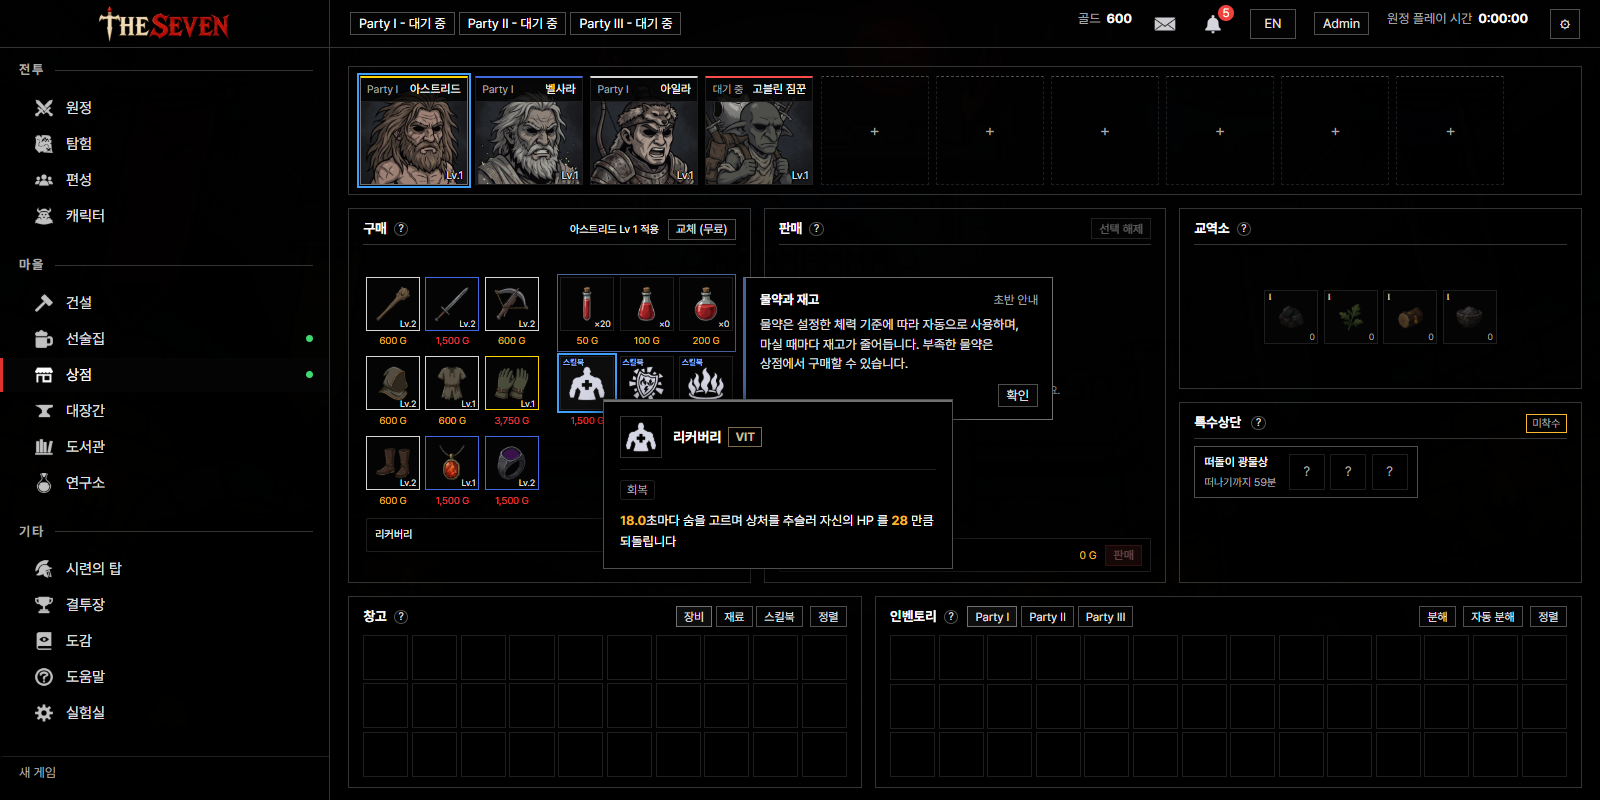 THE SEVEN
Party I - 대기 중
Party II - 대기 중
Party III - 대기 중
골드 600
5
EN
Admin
원정 플레이 시간 0:00:00
전투
원정
탐험
편성
캐릭터
마을
건설
선술집
상점
대장간
도서관
연구소
기타
시련의 탑
결투장
도감
도움말
실험실
새 게임
Party I 아스트리드
Lv.1
Party I 벨사라
Lv.1
Party I 아일라
Lv.1
대기 중 고블린 짐꾼
Lv.1
+ + + + + +
구매 ?
아스트리드 Lv 1 적용
교체 (무료)
Lv.2 Lv.2 Lv.2 ×20 ×0 ×0
600 G 1,500 G 600 G 50 G 100 G 200 G
스킬북 스킬북 스킬북
Lv.2 Lv.1 Lv.1
600 G 600 G 3,750 G 1,500 G
Lv.2 Lv.1 Lv.2
600 G 1,500 G 1,500 G
리커버리
판매 ?
선택 해제
물약과 재고
초반 안내
물약은 설정한 체력 기준에 따라 자동으로 사용하며,
마실 때마다 재고가 줄어듭니다. 부족한 물약은
상점에서 구매할 수 있습니다.
확인
요.
리커버리 VIT
회복
18.0초마다 숨을 고르며 상처를 추슬러 자신의 HP 를 28 만큼
되돌립니다
0 G 판매
교역소 ?
I I I I
0 0 0 0
특수상단 ?
미착수
떠돌이 광물상
떠나기까지 59분
? ? ?
창고 ?
장비 재료 스킬북 정렬
인벤토리 ?
Party I Party II Party III
분해 자동 분해 정렬